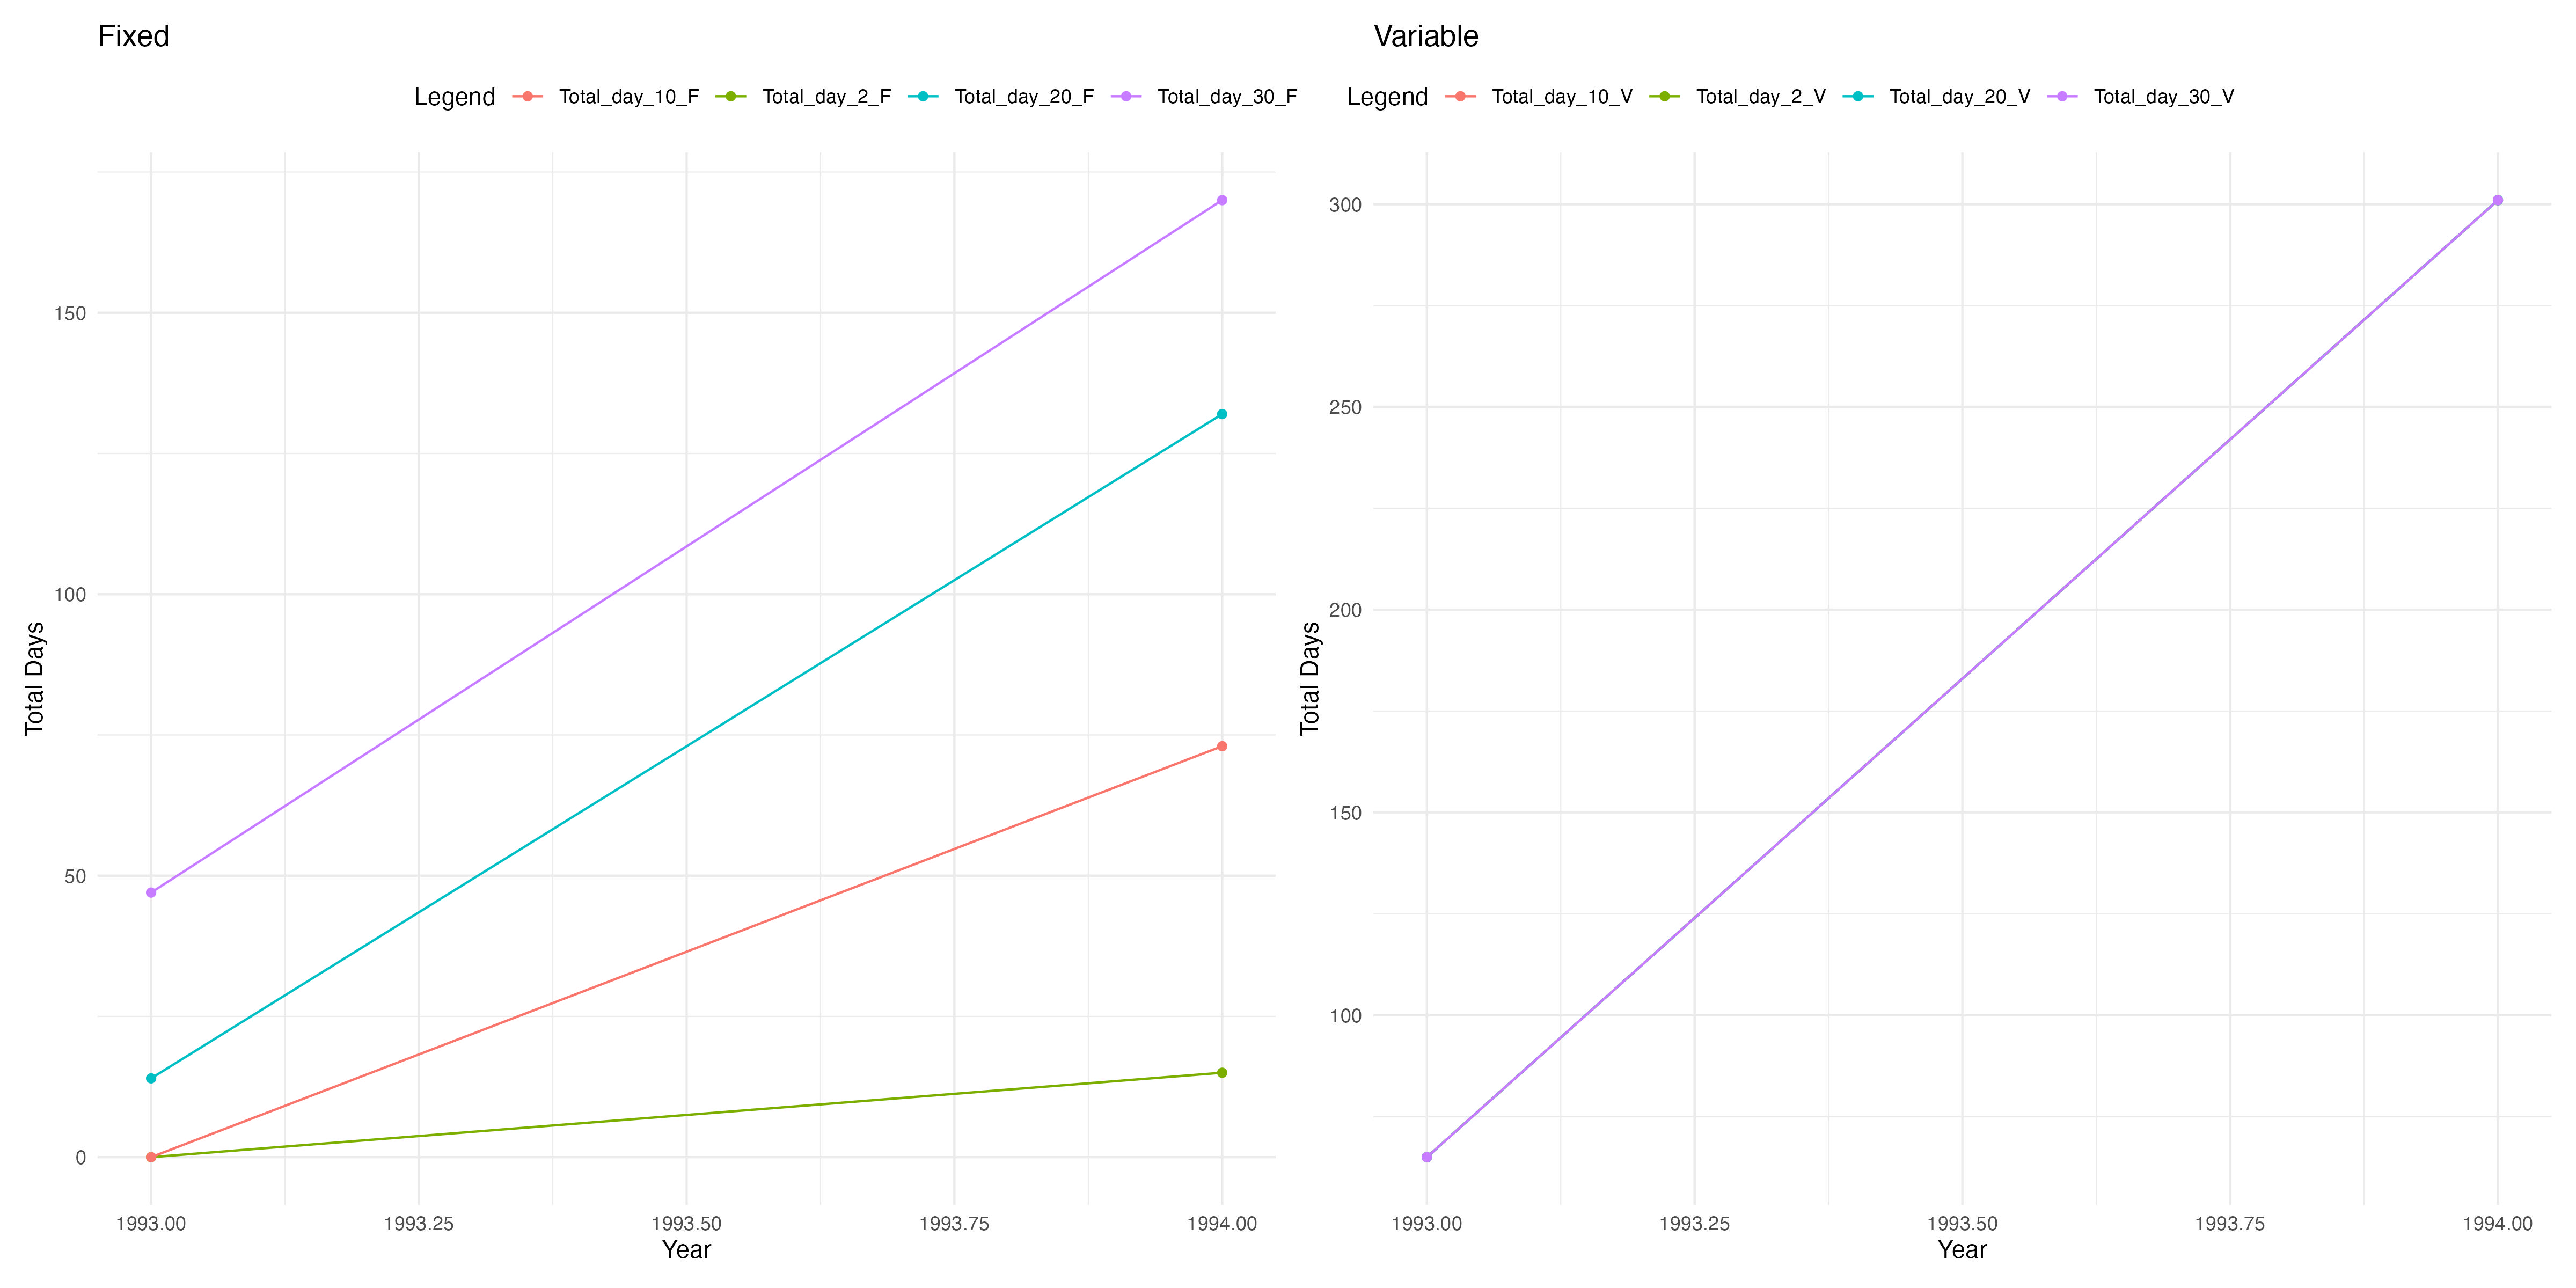 Fixed
Legend Total_day_10_F Total_day_2_F Total_day_20_F Total_day_30_F
150
100
50
0
Total Days
1993.00 1993.25 1993.50 1993.75 1994.00
Year
Variable
Legend Total_day_10_V Total_day_2_V Total_day_20_V Total_day_30_V
300
250
200
150
100
Total Days
1993.00 1993.25 1993.50 1993.75 1994.00
Year